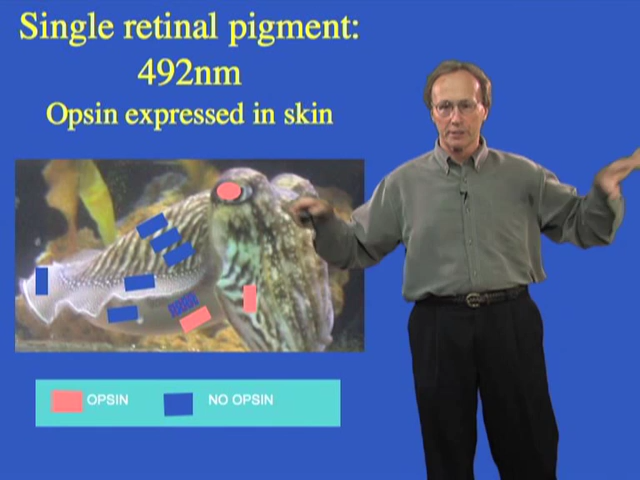 Single retinal pigment:
492nm
Opsin expressed in skin
OPSIN
NO OPSIN